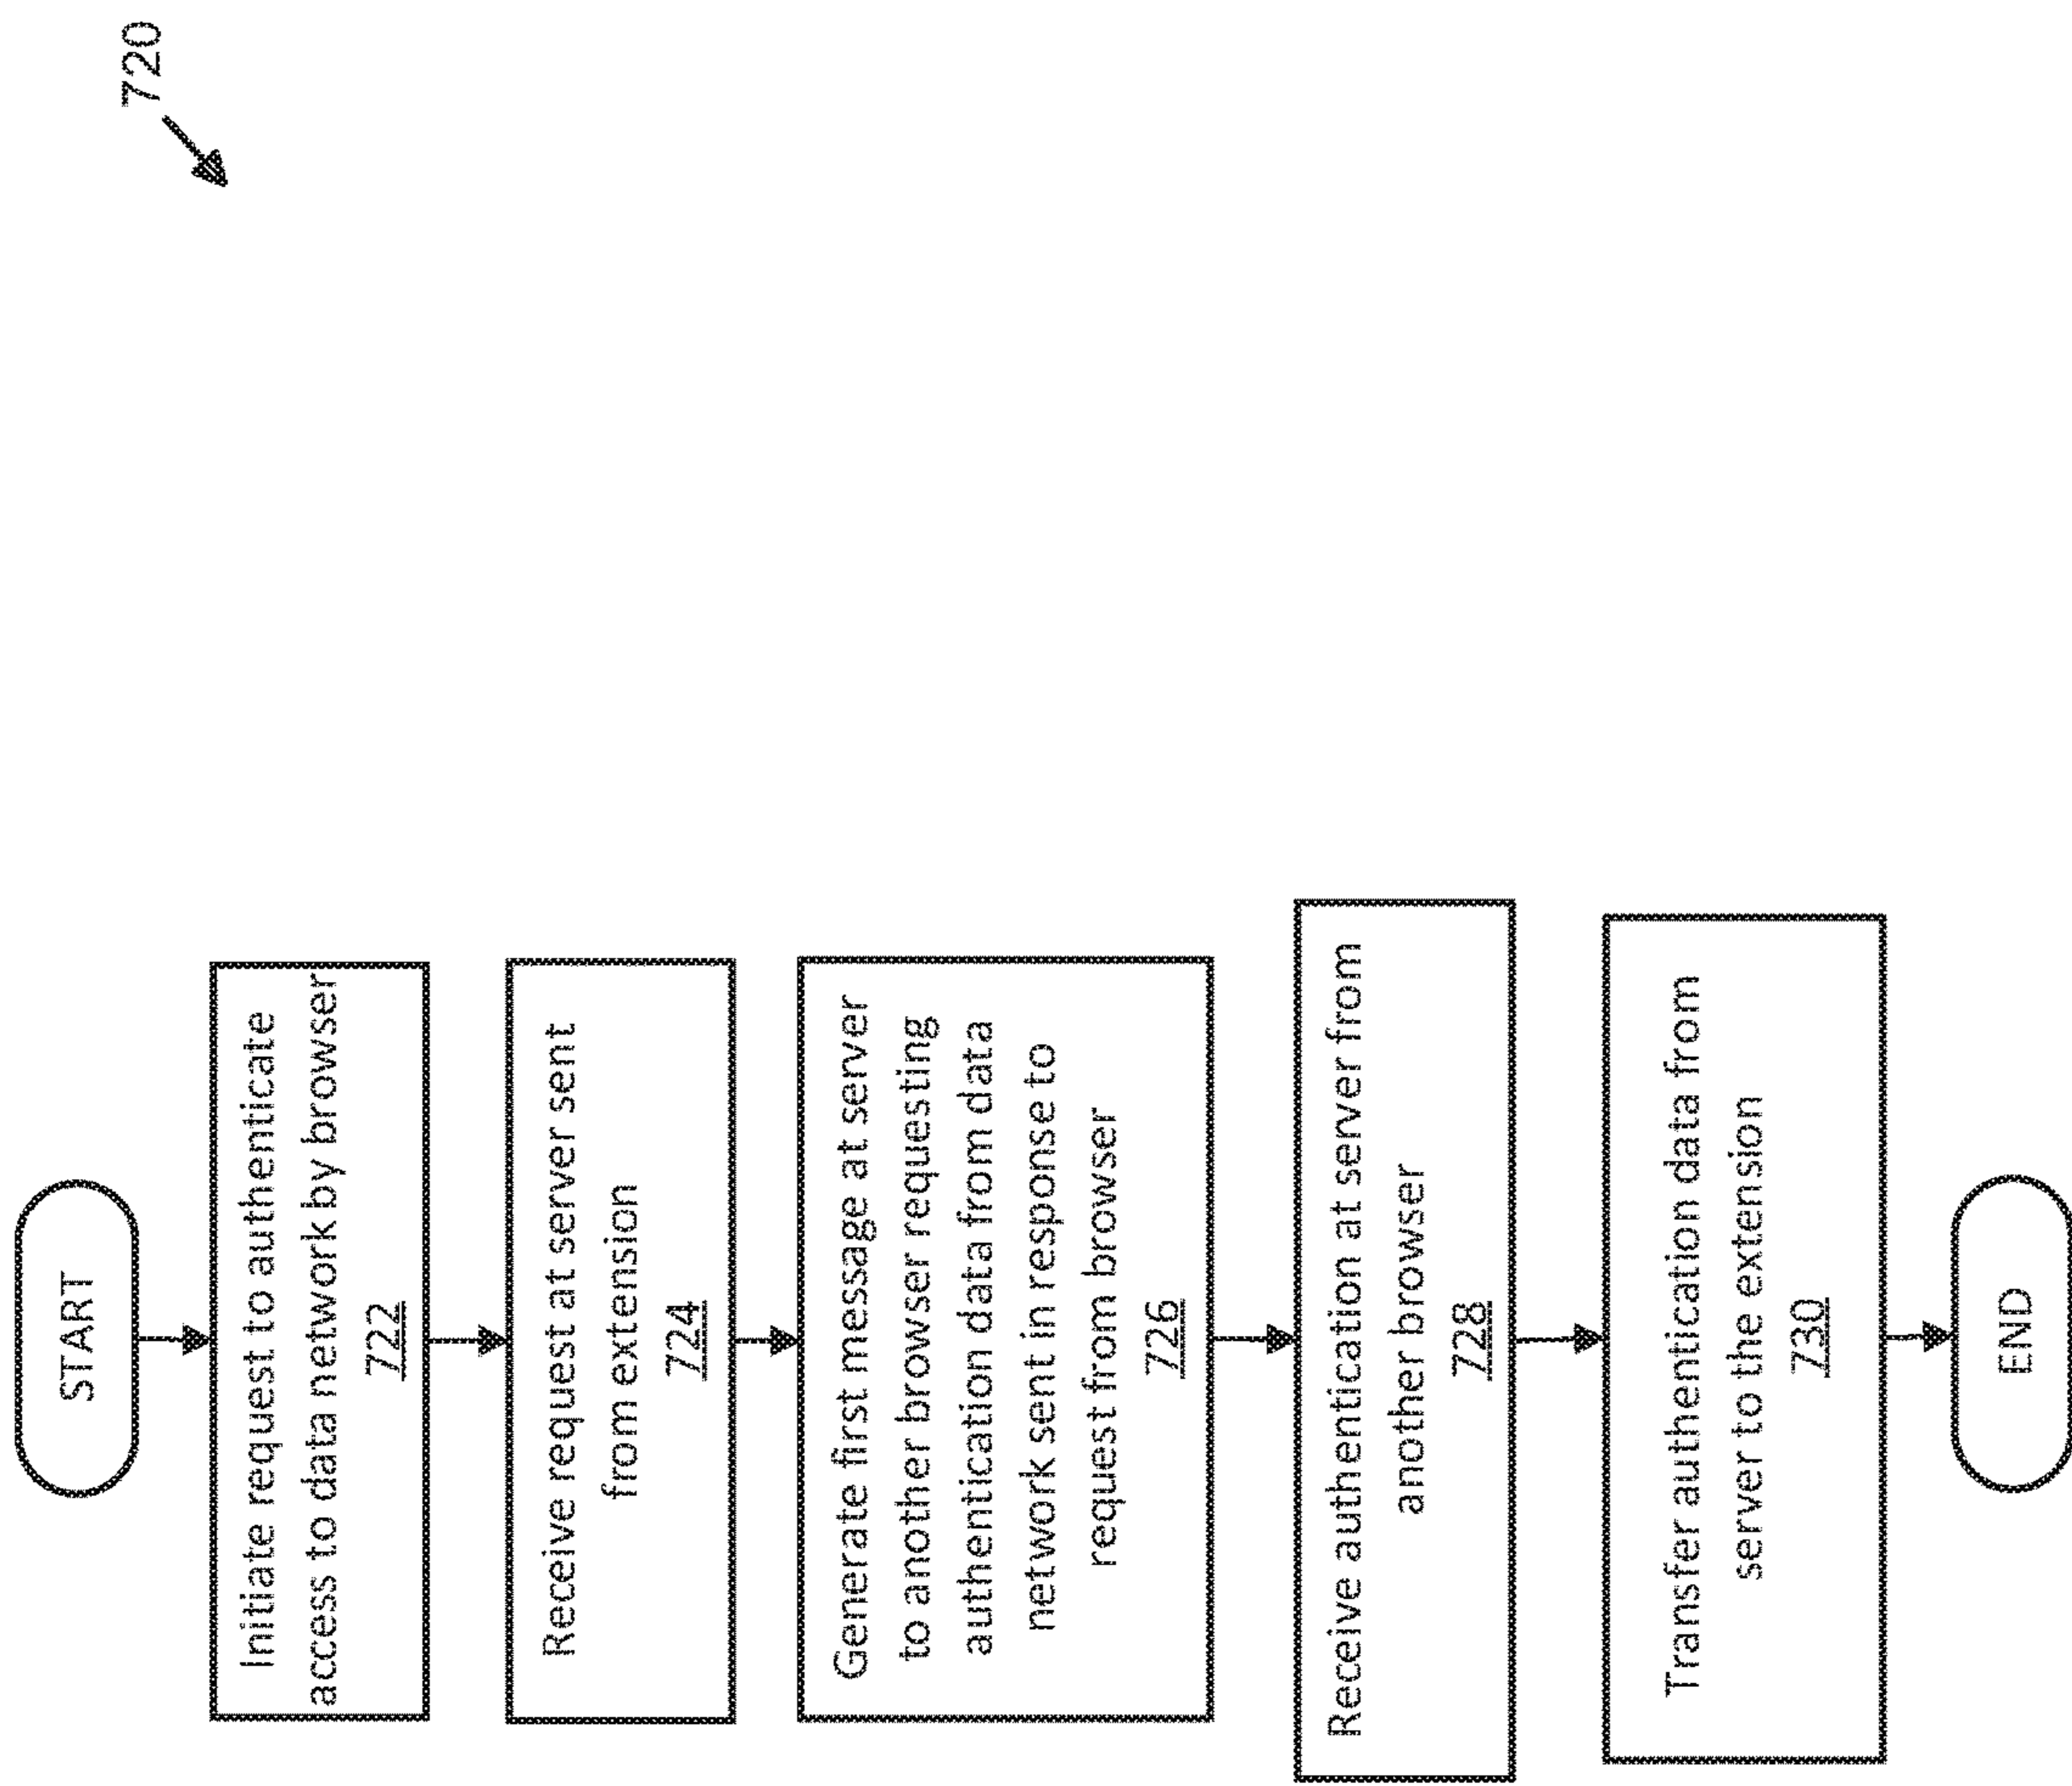 720
START
Initiate request to authenticate
access to data network by browser
722
Receive request at server sent
from extension
724
Generate first message at server
to another browser requesting
authentication data from data
network sent in response to
request from browser
726
Receive authentication at server from
another browser
728
Transfer authentication data from
server to the extension
730
END